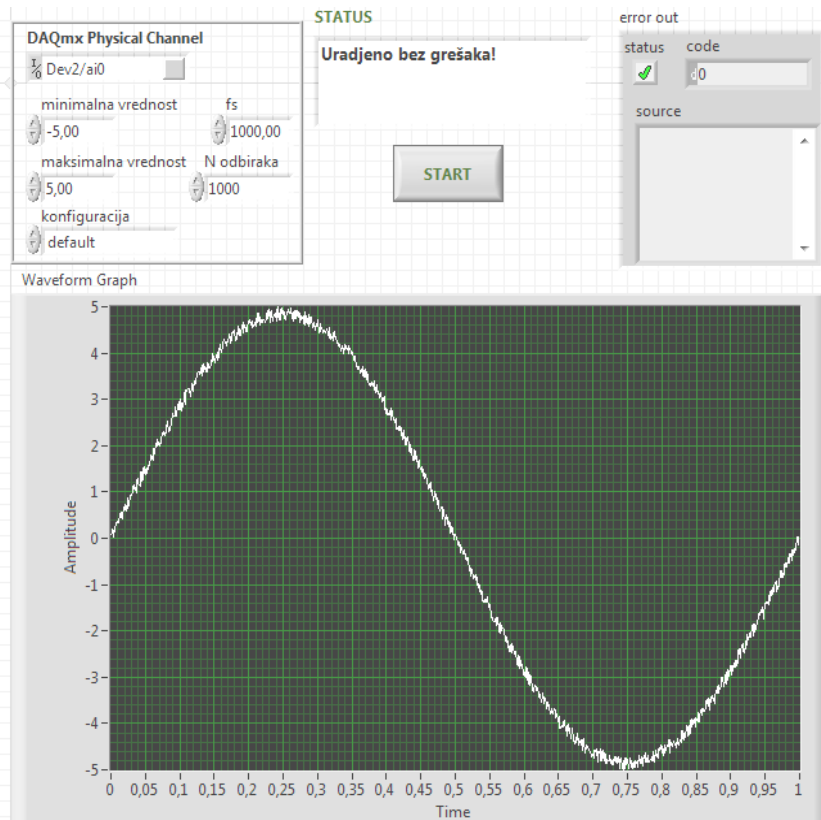 DAQmx Physical Channel
I/O Dev2/ai0
minimalna vrednost
fs
-5,00
1000,00
maksimalna vrednost
N odbiraka
5,00
1000
konfiguracija
default
STATUS
Uradjeno bez grešaka!
START
error out
status
code
d0
source
Waveform Graph
Amplitude
5
4
3
2
1
0
-1
-2
-3
-4
-5
0 0,05 0,1 0,15 0,2 0,25 0,3 0,35 0,4 0,45 0,5 0,55 0,6 0,65 0,7 0,75 0,8 0,85 0,9 0,95 1
Time